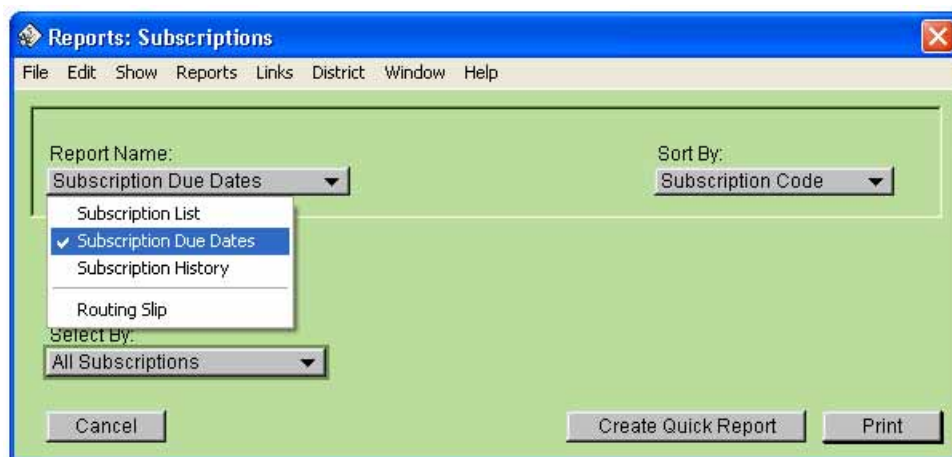 Reports: Subscriptions
File Edit Show Reports Links District Window Help
Report Name:
Sort By:
Subscription Due Dates
Subscription Code
Subscription List
Subscription Due Dates
Subscription History
Routing Slip
Select By:
All Subscriptions
Cancel
Create Quick Report
Print